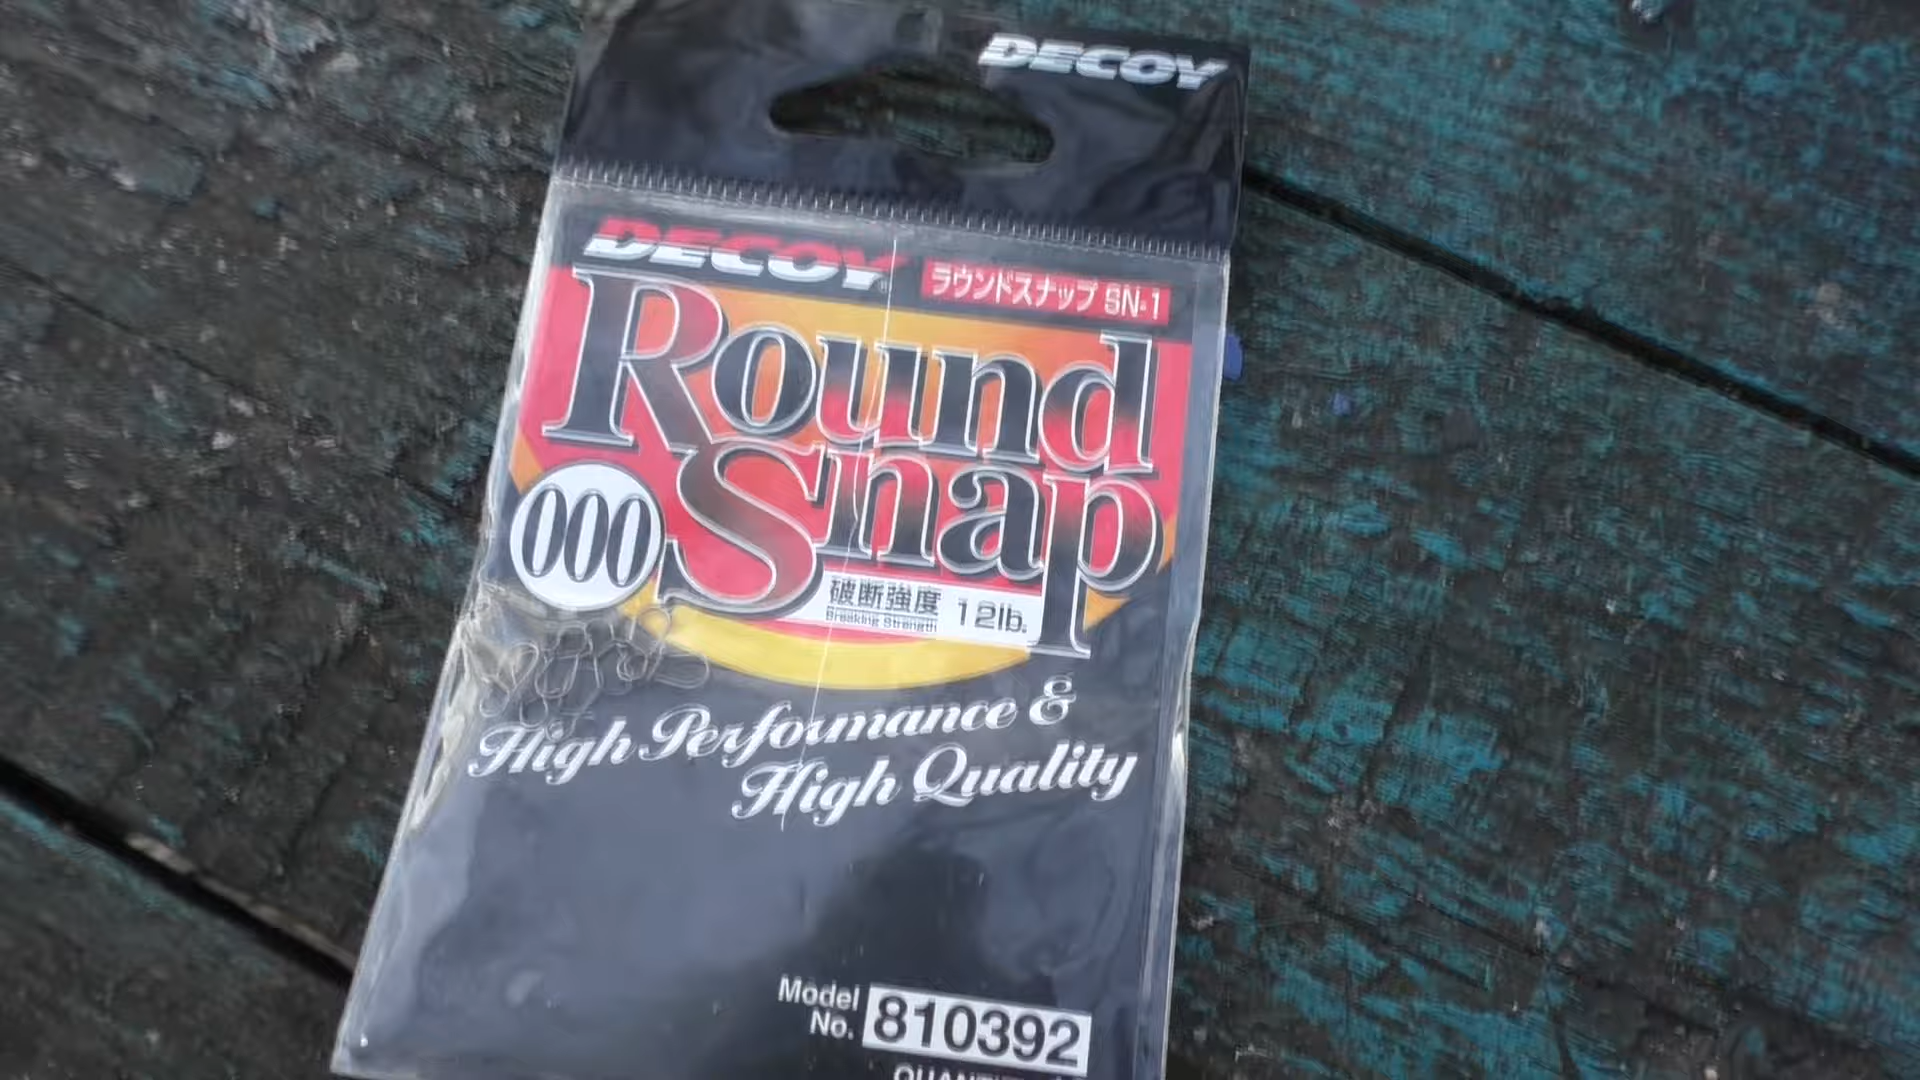 DECOY
DECOY
ラウンドスナップ SN-1
Round
Snap
000
破断強度 12lb.
Breaking Strength
High Performance &
High Quality
Model
No. 810392